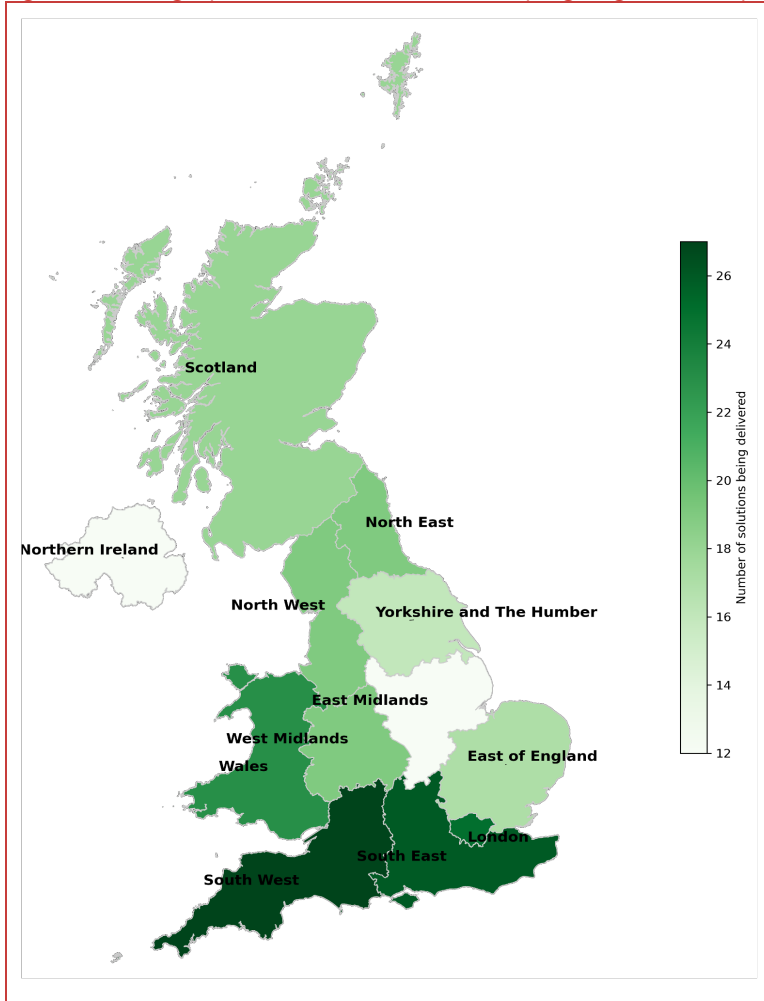 Scotland
North East
Northern Ireland
North West
Yorkshire and The Humber
East Midlands
West Midlands
East of England
Wales
London
South East
South West
26
24
22
20
18
16
14
12
Number of solutions being delivered